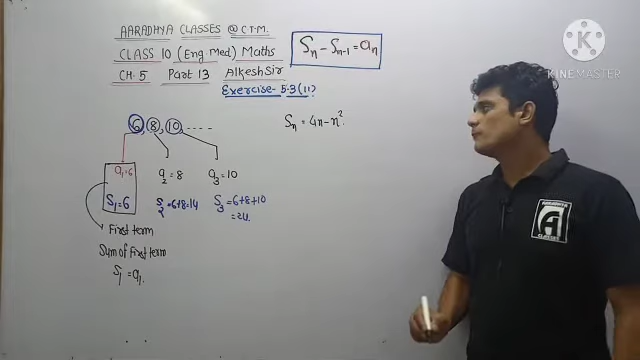 AARADHYA CLASSES @ C.T.M.
CLASS 10 (Eng. Med) Maths
CH. 5 Part 13 Alkesh Sir
Exercise- 5.3 (11)
Sn - Sn-1 = an
KINEMASTER
6, 8, 10, ----
Sn = 4n - n².
a1 = 6
S1 = 6
a2 = 8
S2 = 6+8 = 14
a3 = 10
S3 = 6+8+10
= 24.
First term
Sum of First term
S1 = a1.
AARADHYA
A
CLASSES